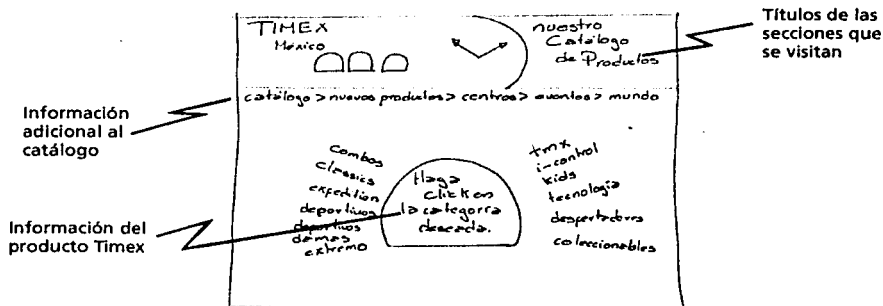 TIMEX
México
nuestro
Catálogo
de Productos
Títulos de las
secciones que
se visitan
catálogo > nuevos productos > centros > eventos > mundo
Información
adicional al
catálogo
combos
classics
expedition
deportivos
deportivos
damas
extremo
Haga
click en
la categorra
deseada.
tmx
i-control
kids
tecnología
despertadores
coleccionables
Información del
producto Timex